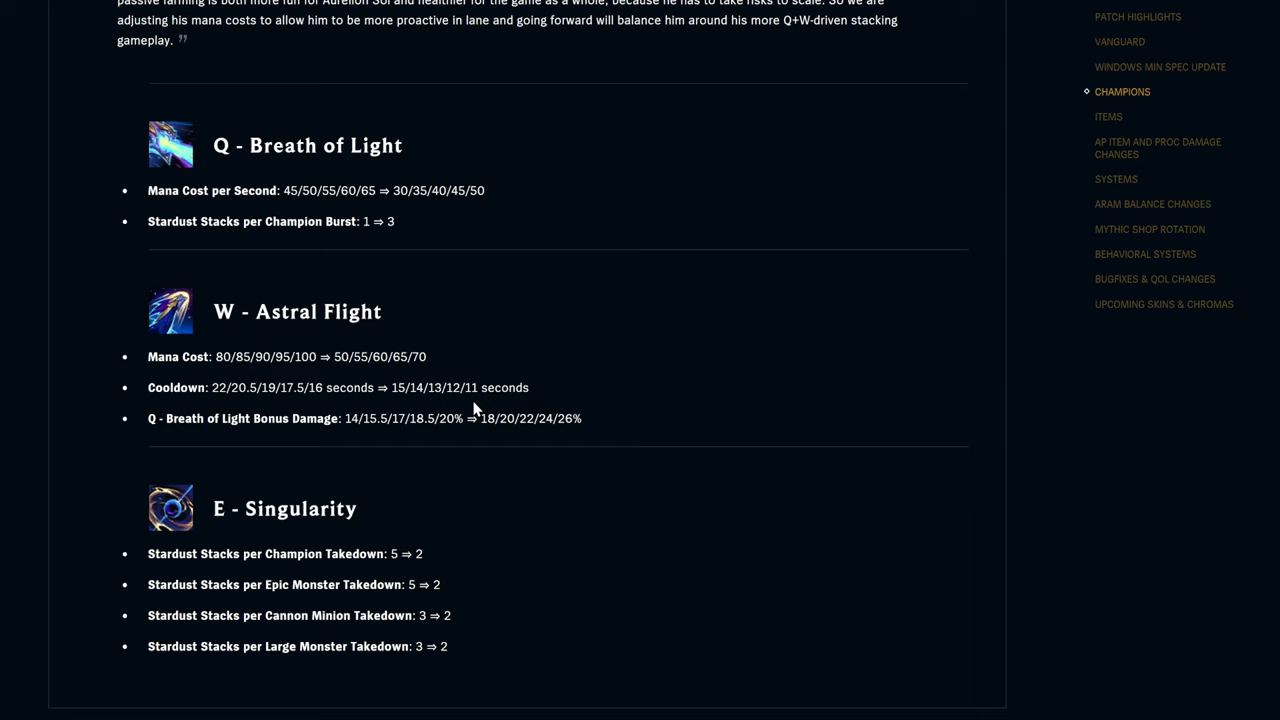 passive farming is both more fun for Aurelion Sol and healthier for the game as a whole, because he has to take risks to scale. So we are
adjusting his mana costs to allow him to be more proactive in lane and going forward will balance him around his more Q+W-driven stacking
gameplay. ”
Q - Breath of Light
• Mana Cost per Second: 45/50/55/60/65 ⇒ 30/35/40/45/50
• Stardust Stacks per Champion Burst: 1 ⇒ 3
W - Astral Flight
• Mana Cost: 80/85/90/95/100 ⇒ 50/55/60/65/70
• Cooldown: 22/20.5/19/17.5/16 seconds ⇒ 15/14/13/12/11 seconds
• Q - Breath of Light Bonus Damage: 14/15.5/17/18.5/20% ⇒ 18/20/22/24/26%
E - Singularity
• Stardust Stacks per Champion Takedown: 5 ⇒ 2
• Stardust Stacks per Epic Monster Takedown: 5 ⇒ 2
• Stardust Stacks per Cannon Minion Takedown: 3 ⇒ 2
• Stardust Stacks per Large Monster Takedown: 3 ⇒ 2
PATCH HIGHLIGHTS
VANGUARD
WINDOWS MIN SPEC UPDATE
CHAMPIONS
ITEMS
AP ITEM AND PROC DAMAGE
CHANGES
SYSTEMS
ARAM BALANCE CHANGES
MYTHIC SHOP ROTATION
BEHAVIORAL SYSTEMS
BUGFIXES & QOL CHANGES
UPCOMING SKINS & CHROMAS